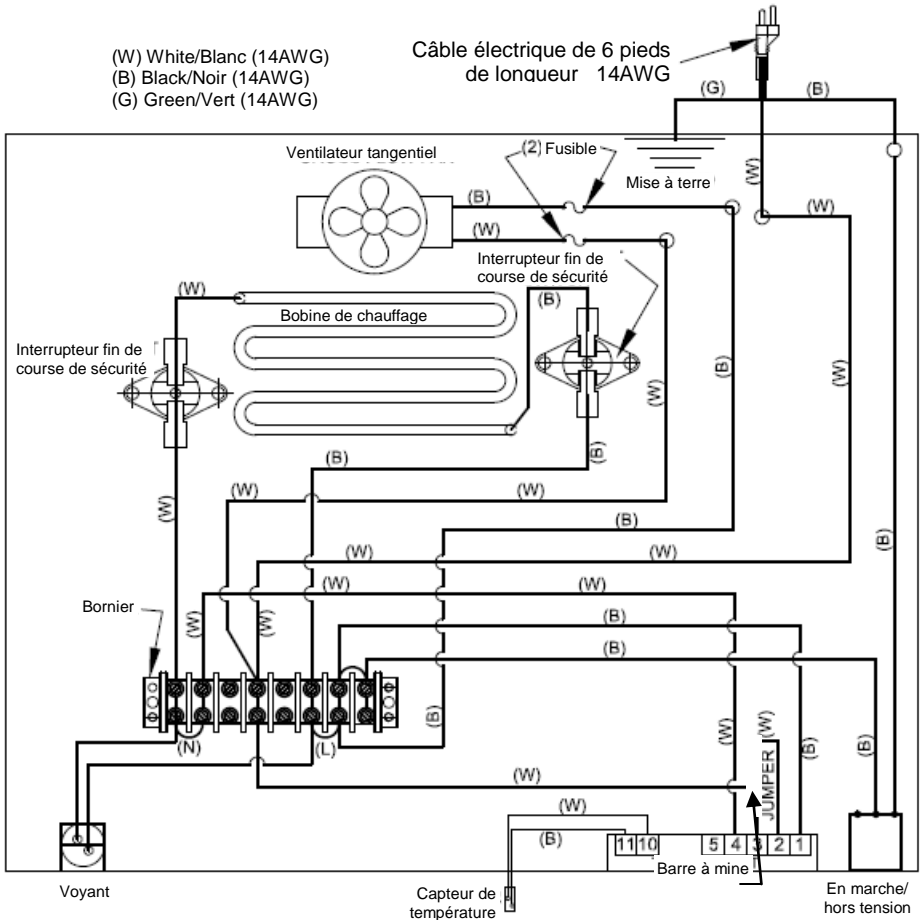 (W) White/Blanc (14AWG)
(B) Black/Noir (14AWG)
(G) Green/Vert (14AWG)
Câble électrique de 6 pieds
de longueur 14AWG
(G)
(B)
Ventilateur tangentiel
(2) Fusible
Mise à terre
(W)
(B)
(W)
(W)
Interrupteur fin de
course de sécurité
(W)
Bobine de chauffage
(B)
Interrupteur fin de
course de sécurité
(W)
(B)
(W)
(B)
(B)
(W)
(W)
(W)
(B)
(B)
(W)
(W)
(W)
Bornier
(W)
(W)
(B)
(B)
(N)
(L)
(B)
(W)
(W)
(B)
(B)
(W)
JUMPER
(W)
(B)
11 10 5 4 3 2 1
Barre à mine
Voyant
Capteur de
température
En marche/
hors tension